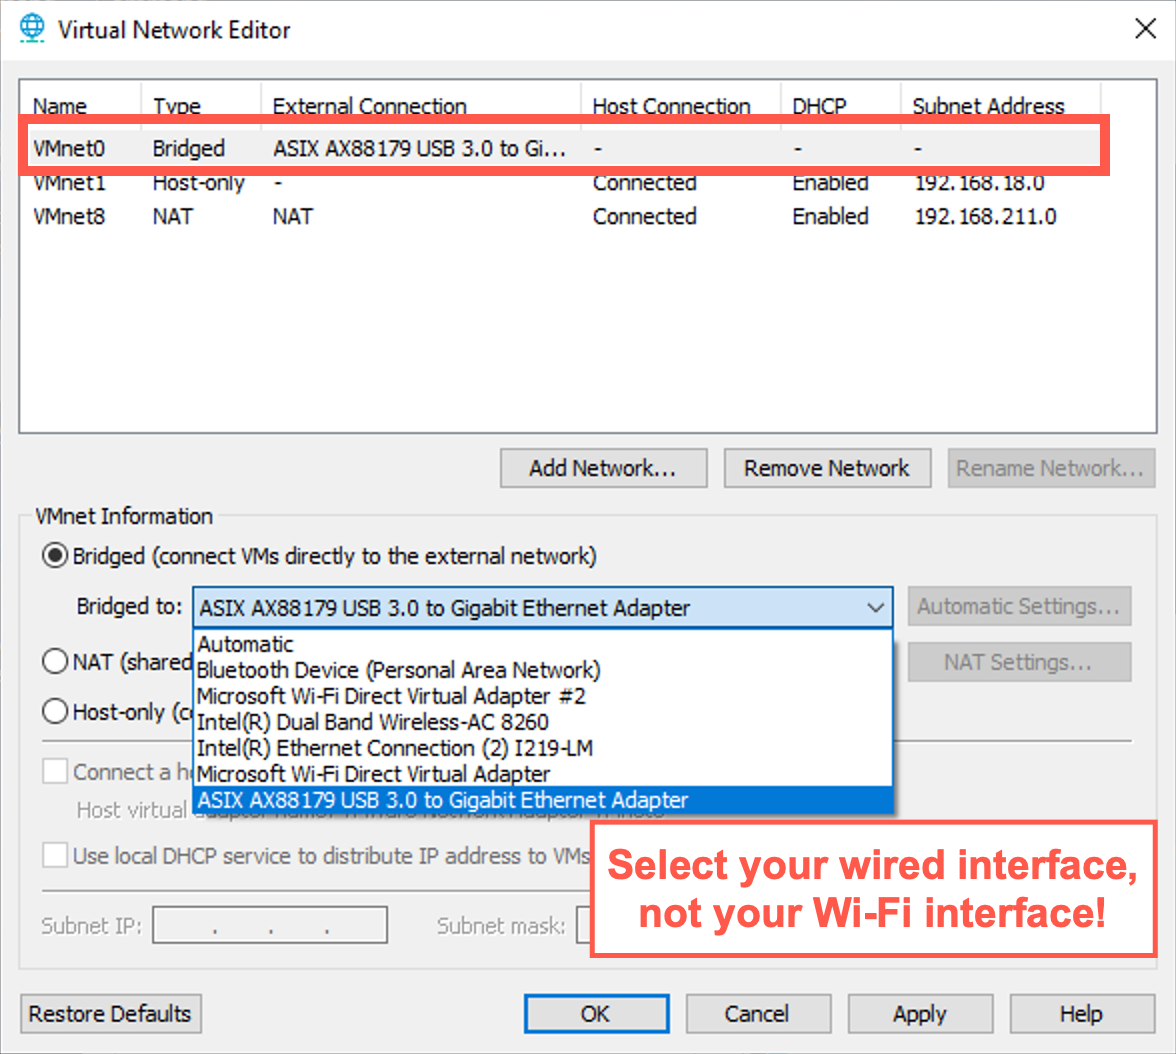 Virtual Network Editor
Name Type External Connection Host Connection DHCP Subnet Address
VMnet0 Bridged ASIX AX88179 USB 3.0 to Gi... - - -
VMnet1 Host-only - Connected Enabled 192.168.18.0
VMnet8 NAT NAT Connected Enabled 192.168.211.0
Add Network... Remove Network Rename Network...
VMnet Information
Bridged (connect VMs directly to the external network)
Bridged to: ASIX AX88179 USB 3.0 to Gigabit Ethernet Adapter Automatic Settings...
Automatic
Bluetooth Device (Personal Area Network)
NAT (shared NAT Settings...
Microsoft Wi-Fi Direct Virtual Adapter #2
Intel(R) Dual Band Wireless-AC 8260
Host-only (c
Intel(R) Ethernet Connection (2) I219-LM
Connect a h
Microsoft Wi-Fi Direct Virtual Adapter
ASIX AX88179 USB 3.0 to Gigabit Ethernet Adapter
Host virtual
Use local DHCP service to distribute IP address to VMs
Select your wired interface,
not your Wi-Fi interface!
Subnet IP: . . . Subnet mask:
Restore Defaults OK Cancel Apply Help